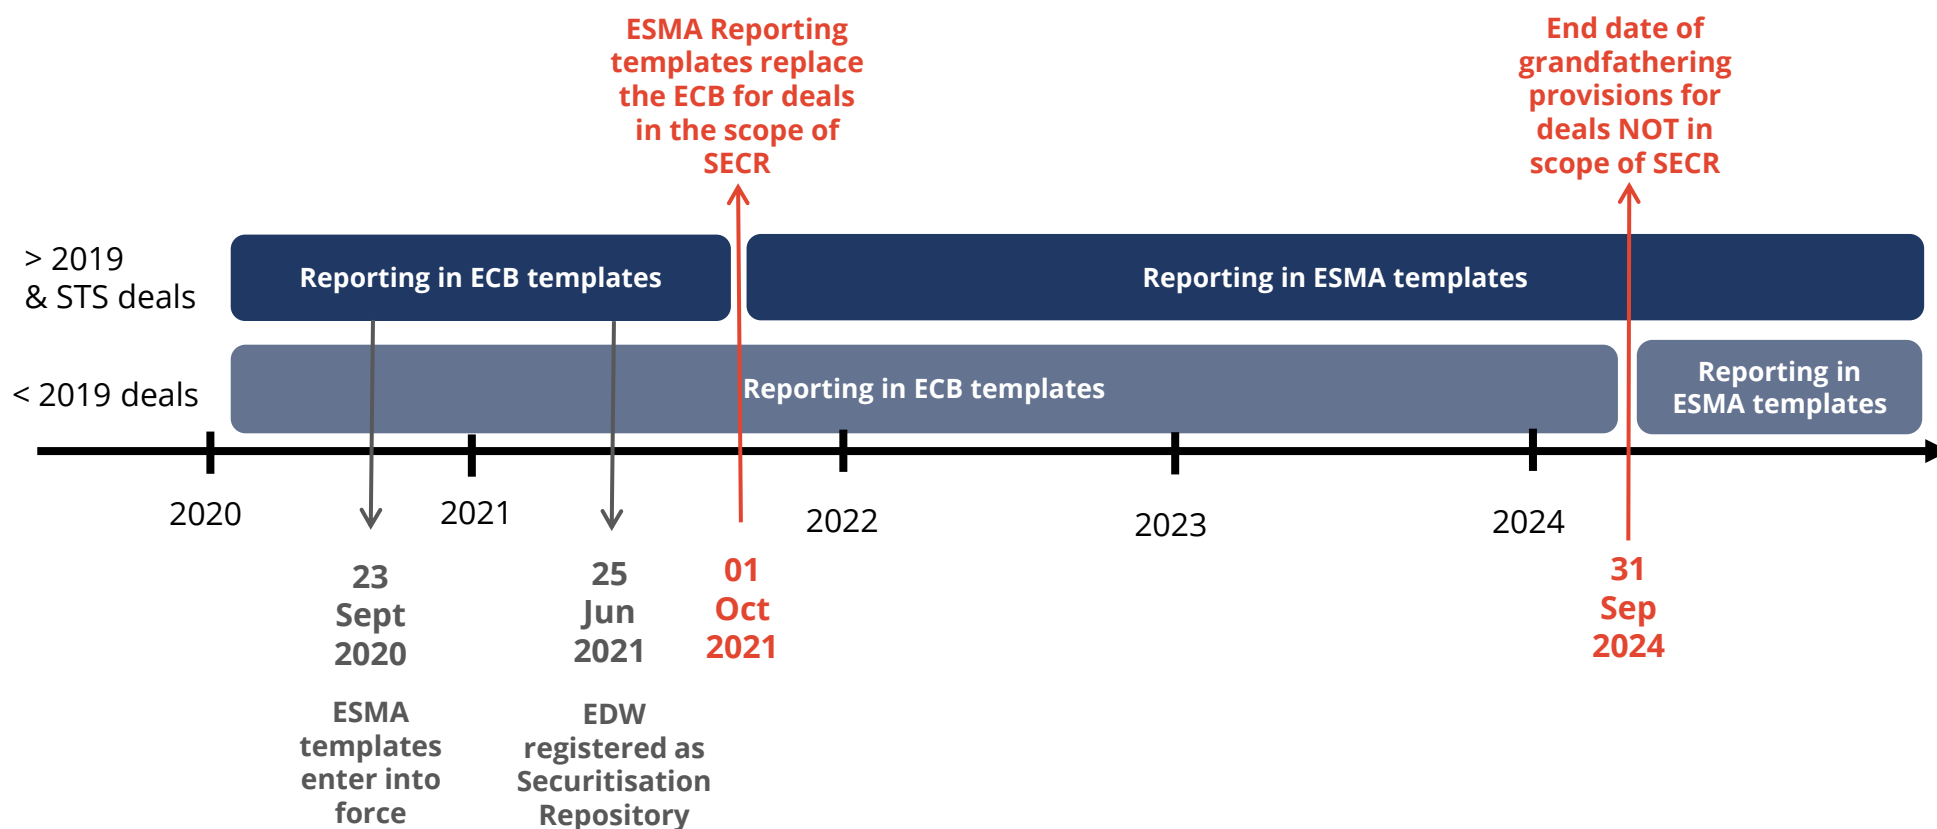 ESMA Reporting
templates replace
the ECB for deals
in the scope of
SECR
End date of
grandfathering
provisions for
deals NOT in
scope of SECR
> 2019
& STS deals
Reporting in ECB templates
Reporting in ESMA templates
< 2019 deals
Reporting in ECB templates
Reporting in
ESMA templates
2020
2021
2022
2023
2024
23
Sept
2020
25
Jun
2021
01
Oct
2021
31
Sep
2024
ESMA
templates
enter into
force
EDW
registered as
Securitisation
Repository